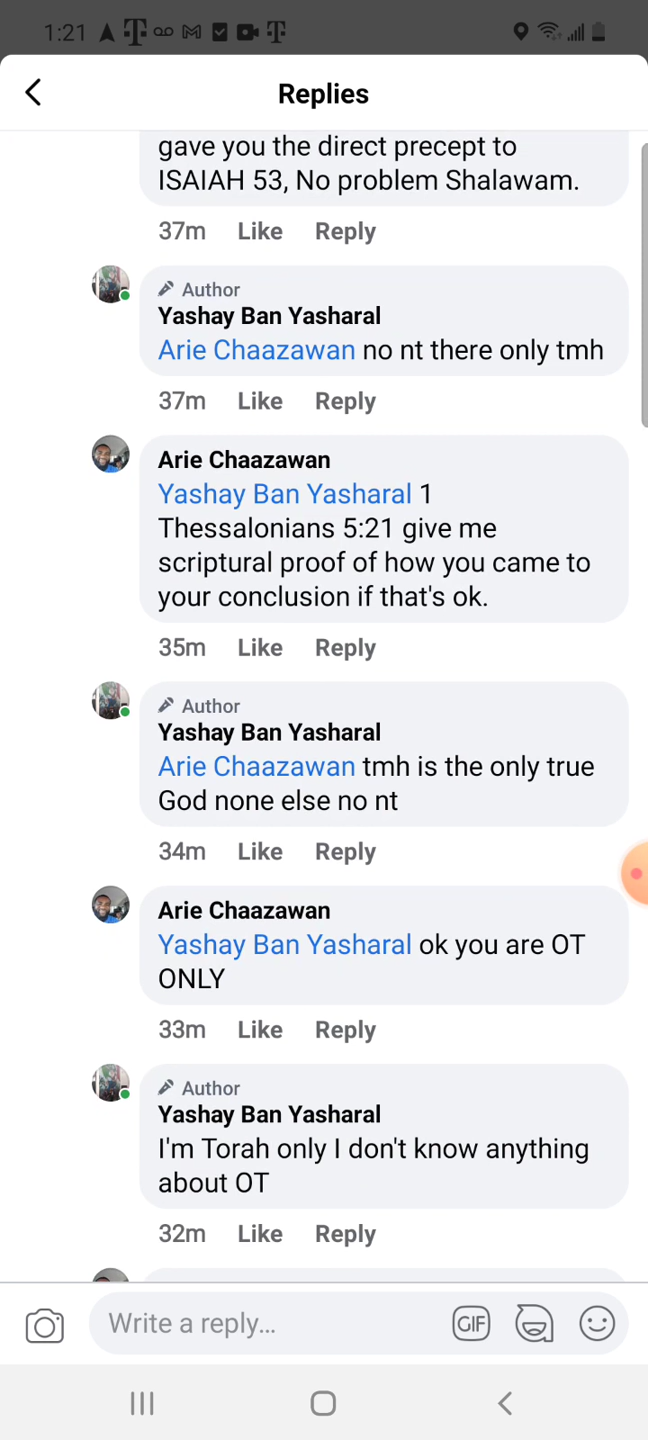 1:21
Replies
gave you the direct precept to
ISAIAH 53, No problem Shalawam.
37m Like Reply
Author
Yashay Ban Yasharal
Arie Chaazawan no nt there only tmh
37m Like Reply
Arie Chaazawan
Yashay Ban Yasharal 1
Thessalonians 5:21 give me
scriptural proof of how you came to
your conclusion if that's ok.
35m Like Reply
Author
Yashay Ban Yasharal
Arie Chaazawan tmh is the only true
God none else no nt
34m Like Reply
Arie Chaazawan
Yashay Ban Yasharal ok you are OT
ONLY
33m Like Reply
Author
Yashay Ban Yasharal
I'm Torah only I don't know anything
about OT
32m Like Reply
Write a reply...
GIF